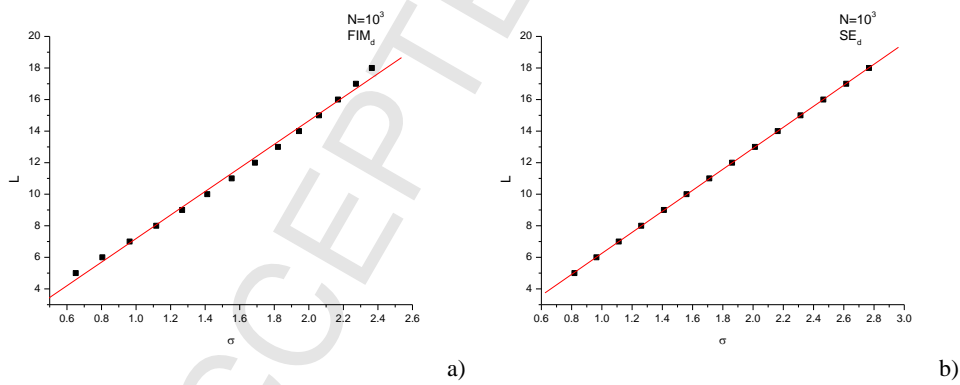 N=10³
FIM_d
20
18
16
14
12
10
8
6
4
L
0.6 0.8 1.0 1.2 1.4 1.6 1.8 2.0 2.2 2.4 2.6
σ
a)
N=10³
SE_d
20
18
16
14
12
10
8
6
4
L
0.6 0.8 1.0 1.2 1.4 1.6 1.8 2.0 2.2 2.4 2.6 2.8 3.0
σ
b)
CCEPTE